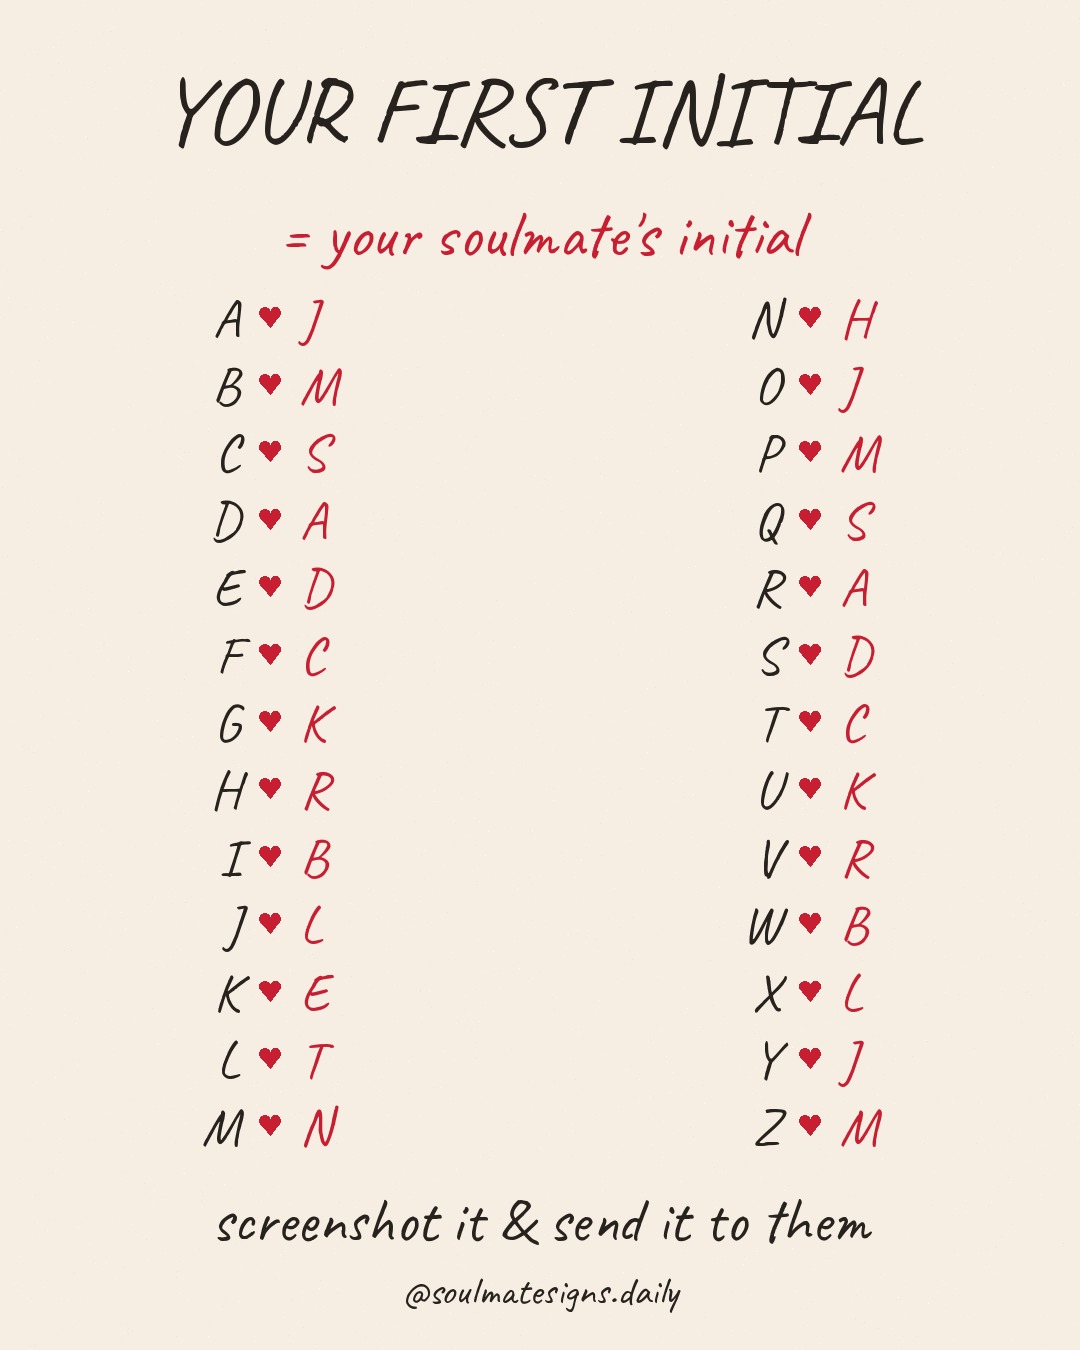 YOUR FIRST INITIAL
= your soulmate's initial
A ♥ J
B ♥ M
C ♥ S
D ♥ A
E ♥ D
F ♥ C
G ♥ K
H ♥ R
I ♥ B
J ♥ L
K ♥ E
L ♥ T
M ♥ N
N ♥ H
O ♥ J
P ♥ M
Q ♥ S
R ♥ A
S ♥ D
T ♥ C
U ♥ K
V ♥ R
W ♥ B
X ♥ L
Y ♥ J
Z ♥ M
screenshot it & send it to them
@soulmatesigns.daily